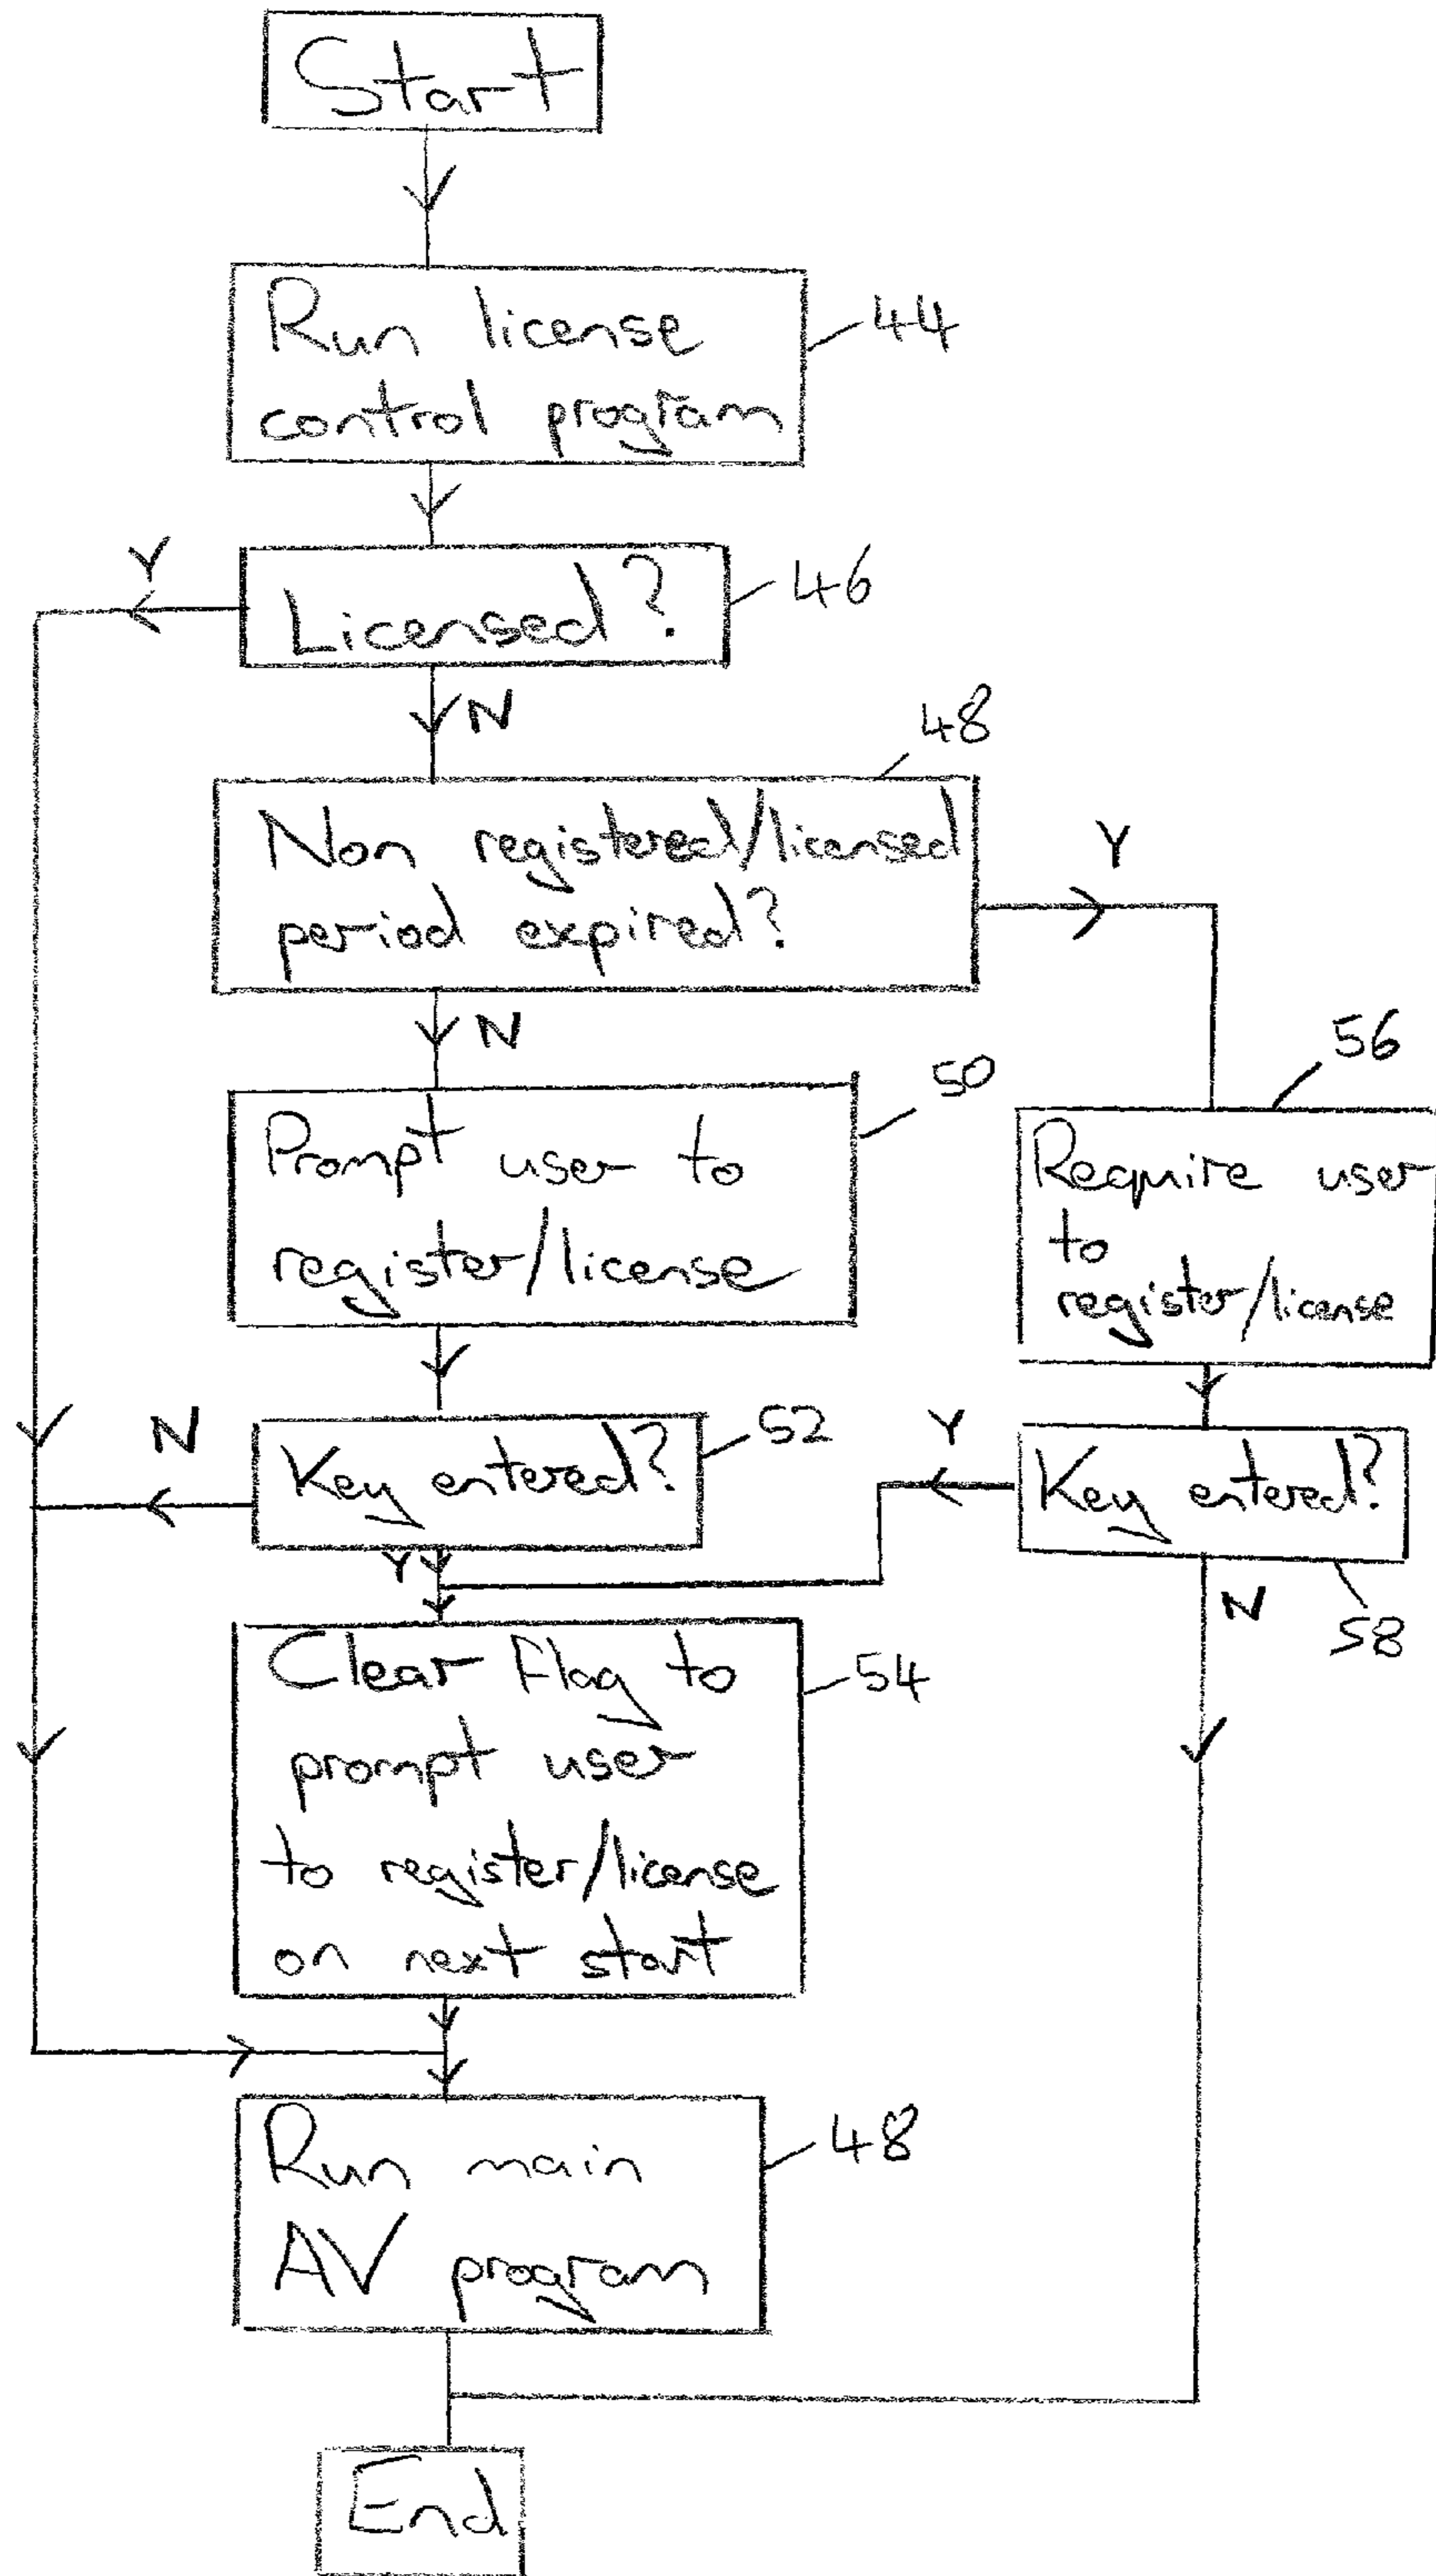 Start
Run license
control program
44
Y
Licensed?
46
N
48
Non registered/licensed
period expired?
Y
N
50
Prompt user to
register/license
56
Require user
to
register/license
N
Key entered?
52
Y
Key entered?
Y
N
58
Clear Flag to
prompt user
to register/license
on next start
54
Run main
AV program
48
End